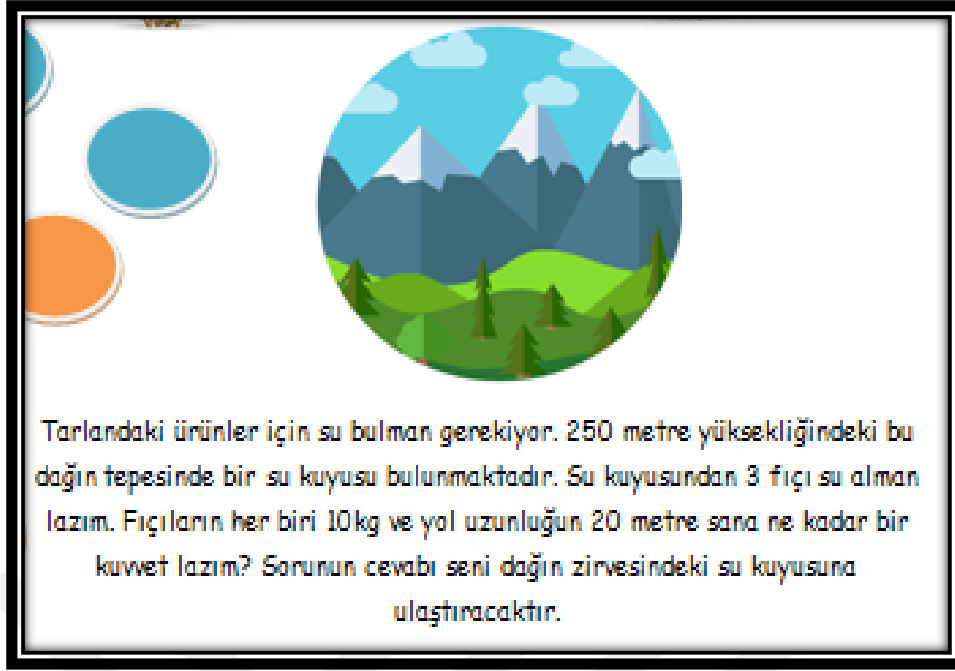 Tarlandaki ürünler için su bulman gerekiyor. 250 metre yüksekliğindeki bu
dağın tepesinde bir su kuyusu bulunmaktadır. Su kuyusundan 3 fıçı su alman
lazım. Fıçıların her biri 10kg ve yol uzunluğun 20 metre sana ne kadar bir
kuvvet lazım? Sorunun cevabı seni dağın zirvesindeki su kuyusuna
ulaştıracaktır.